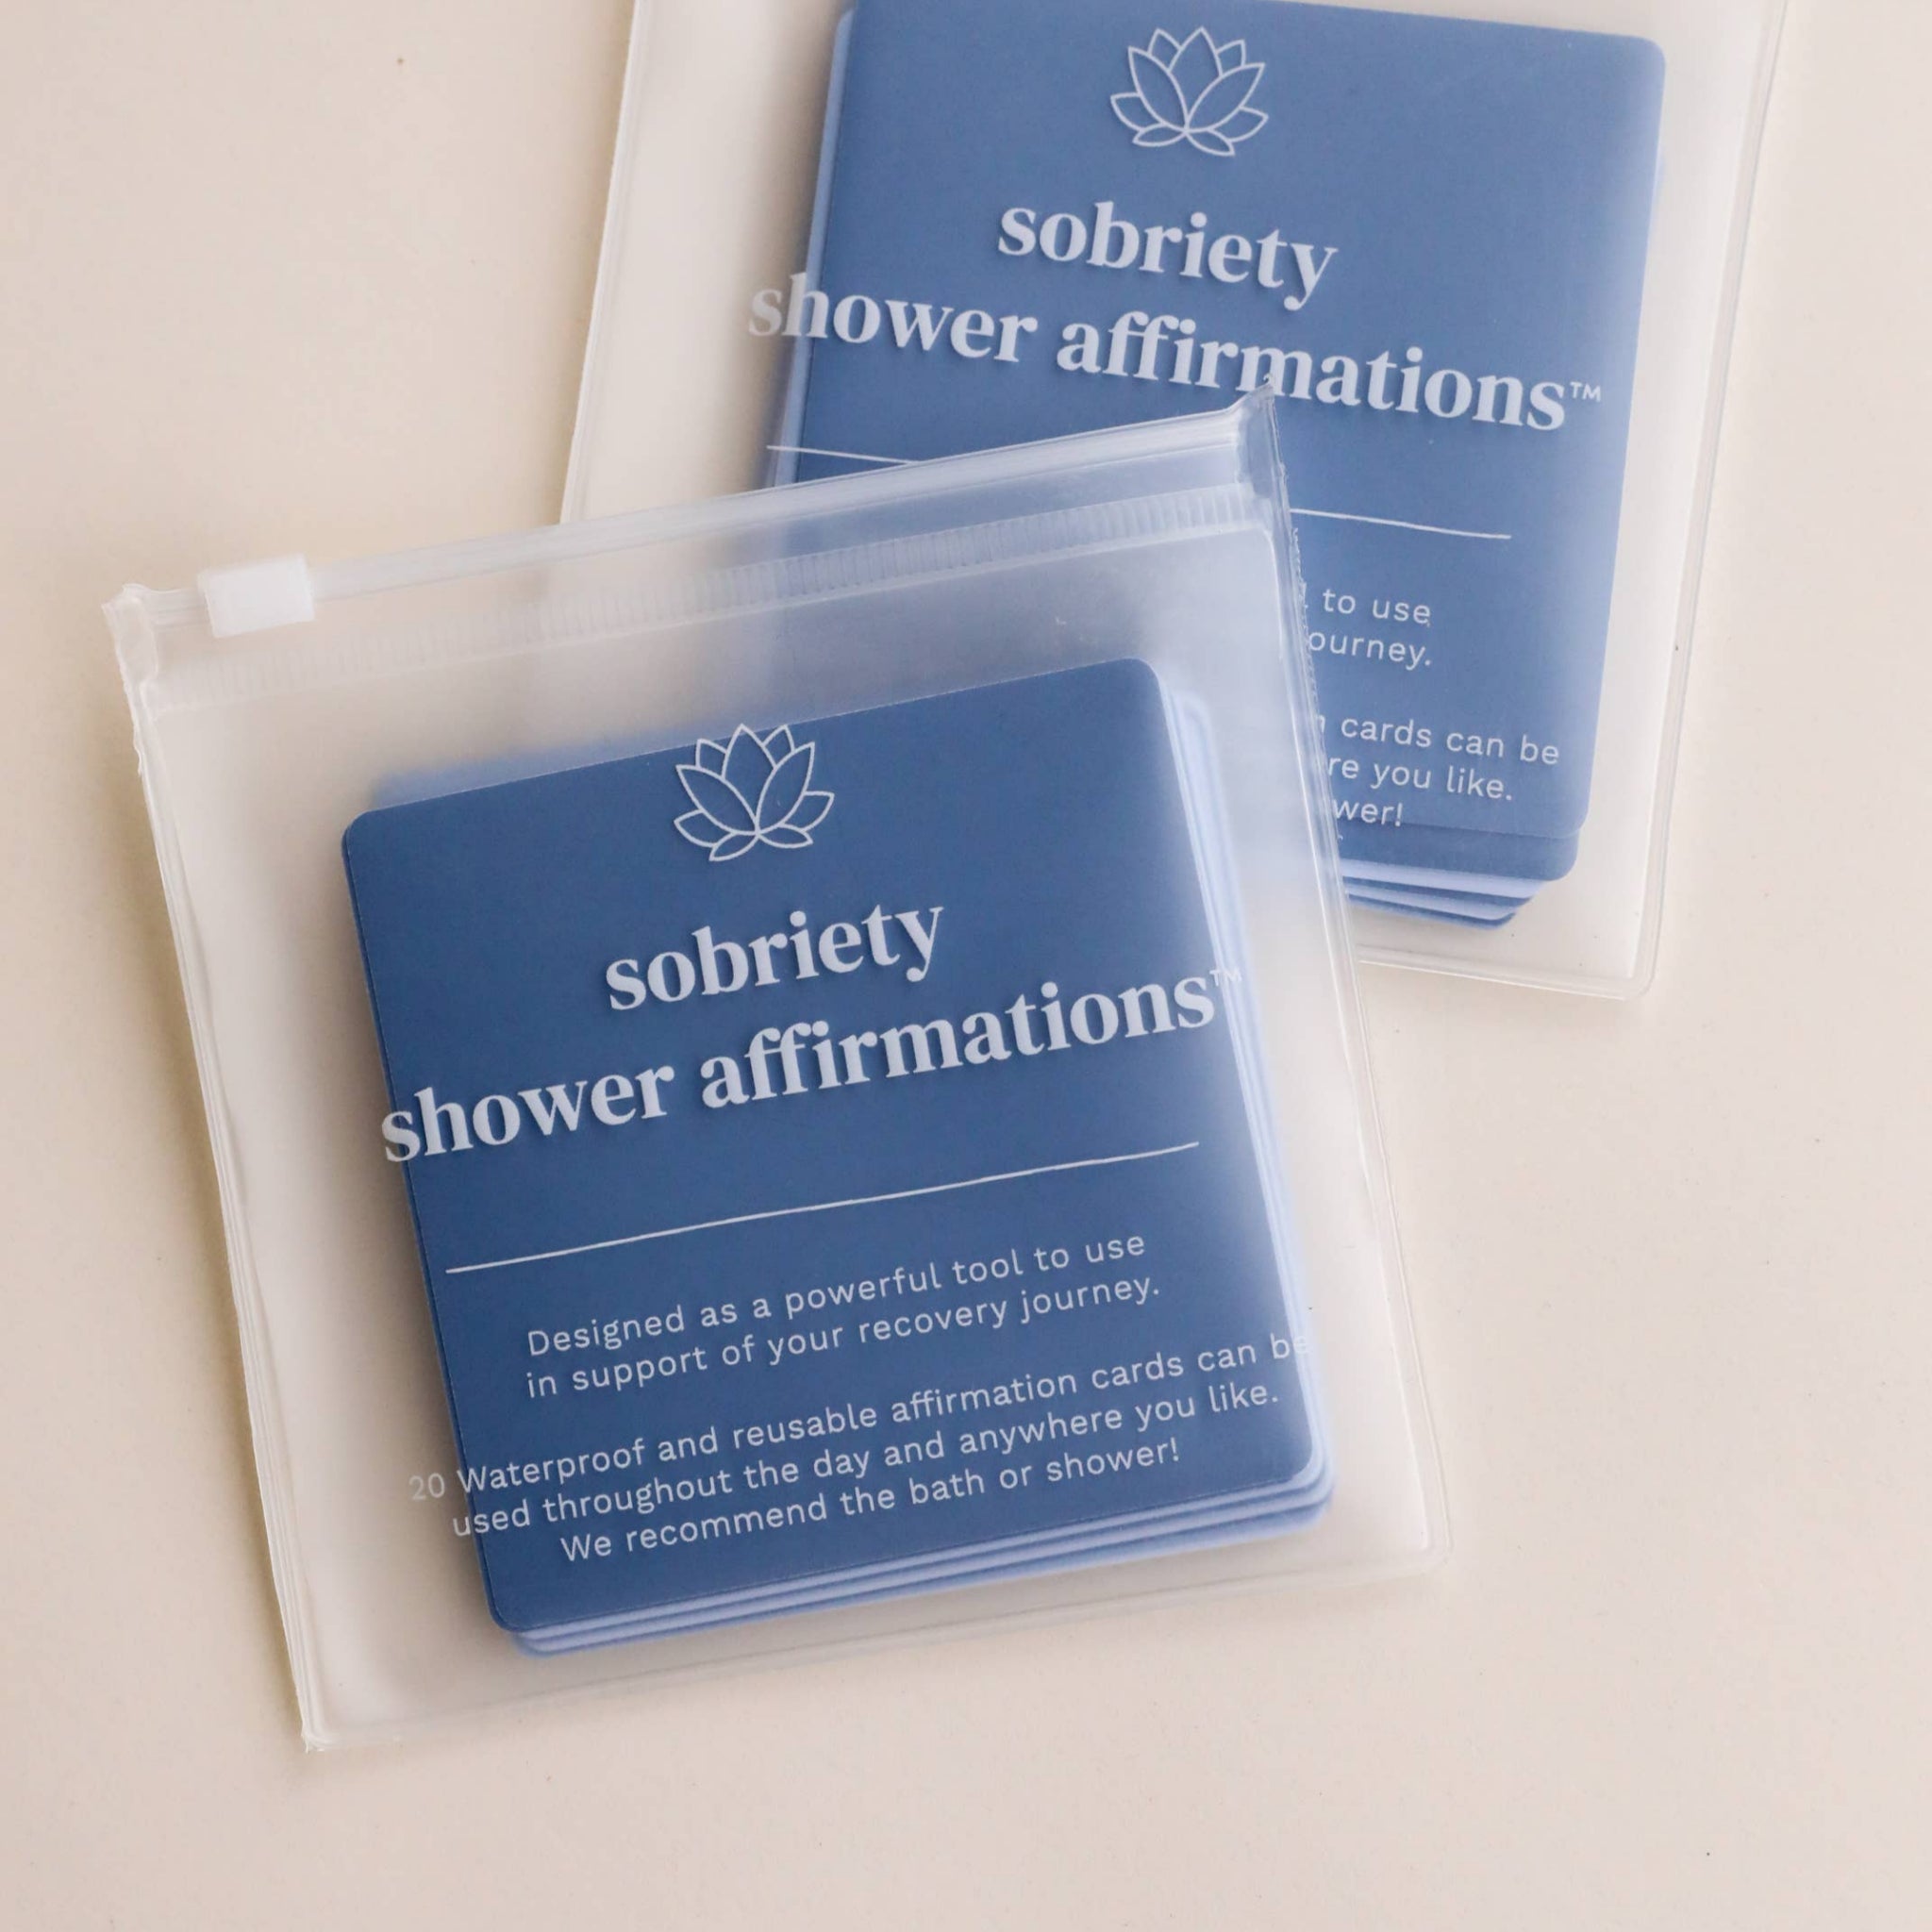 sobriety
shower affirmations™
to use
ourney.
cards can be
re you like.
wer!
sobriety
shower affirmations™
Designed as a powerful tool to use
in support of your recovery journey.
20 Waterproof and reusable affirmation cards can be
used throughout the day and anywhere you like.
We recommend the bath or shower!